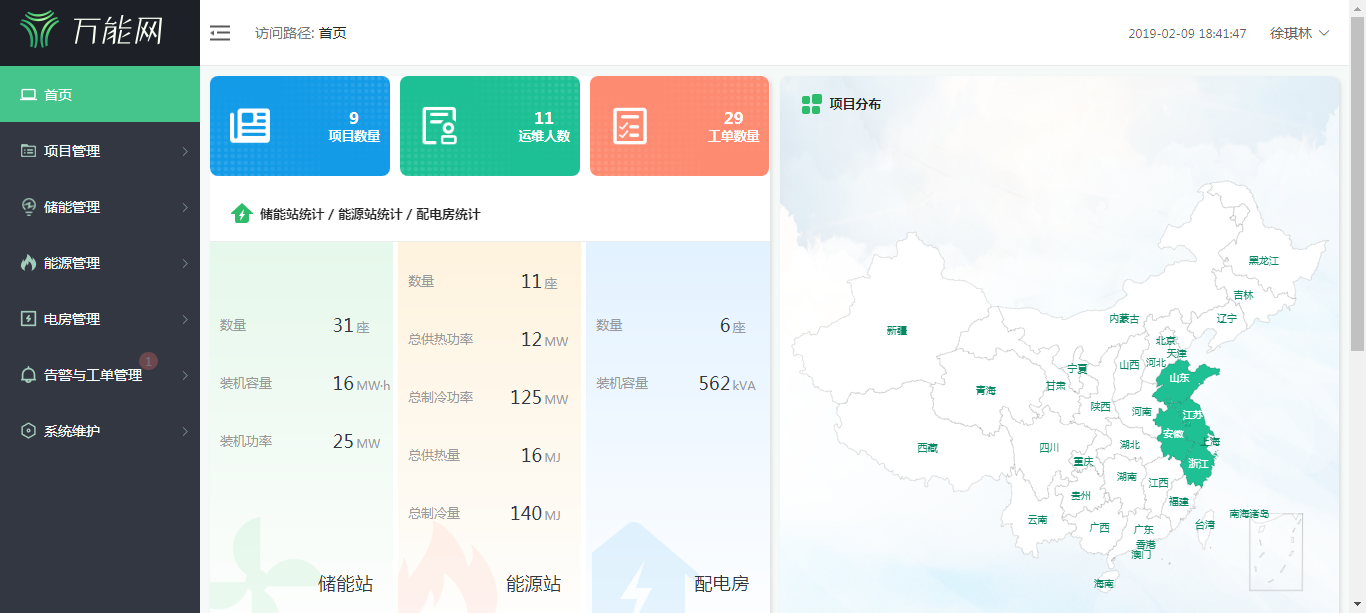 万能网
访问路径: 首页
2019-02-09 18:41:47
徐琪林
首页
项目管理
储能管理
能源管理
电房管理
告警与工单管理
1
系统维护
9
项目数量
11
运维人数
29
工单数量
储能站统计 / 能源站统计 / 配电房统计
数量 31 座
装机容量 16 MW·h
装机功率 25 MW
储能站
数量 11 座
总供热功率 12 MW
总制冷功率 125 MW
总供热量 16 MJ
总制冷量 140 MJ
能源站
数量 6 座
装机容量 562 kVA
配电房
项目分布
黑龙江
吉林
内蒙古
辽宁
新疆
北京
天津
山西
河北
宁夏
山东
青海
甘肃
陕西
河南
江苏
安徽
上海
西藏
四川
湖北
重庆
浙江
湖南
江西
贵州
福建
南海诸岛
云南
广西
广东
台湾
香港
澳门
海南